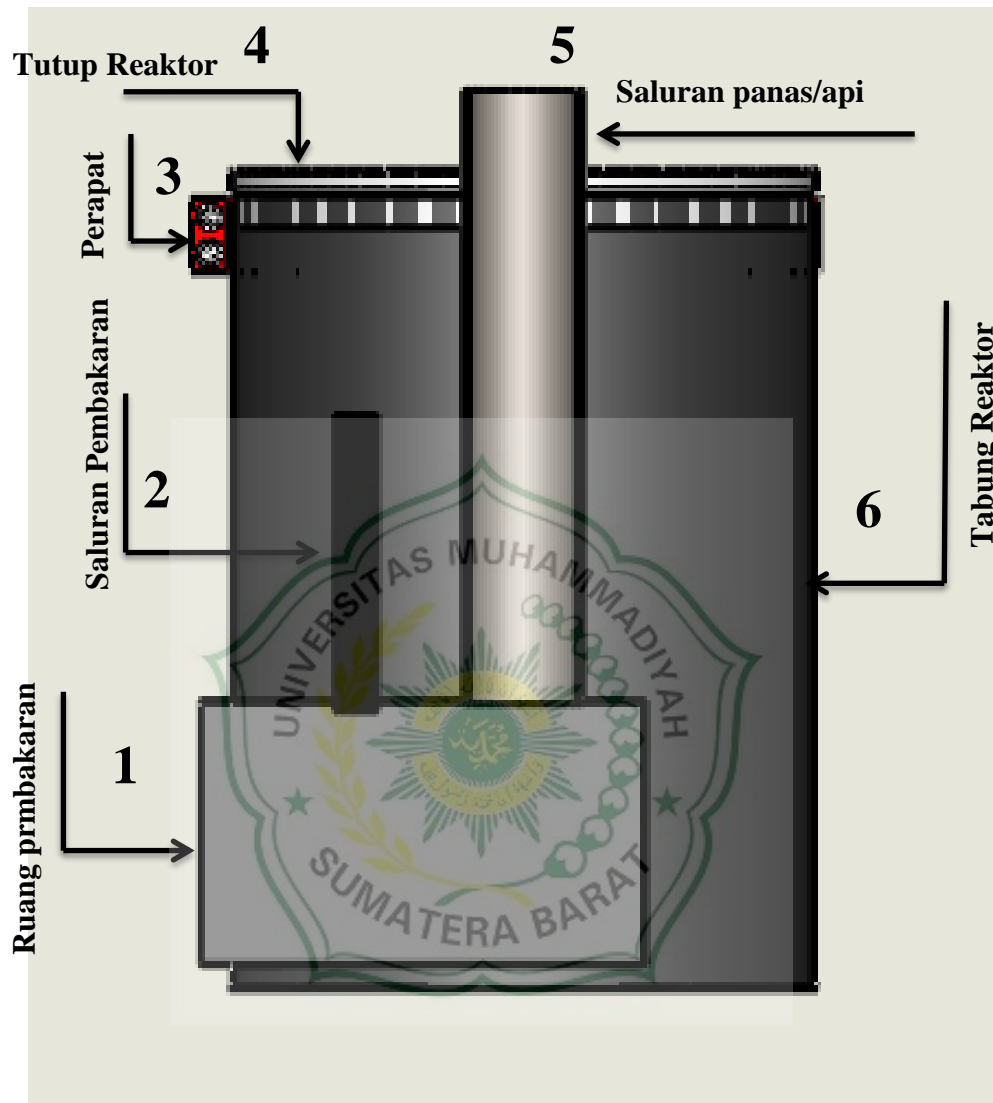 4
5
Tutup Reaktor
Saluran panas/api
3
Perapat
Saluran Pembakaran
2
Tabung Reaktor
6
Ruang prmbakaran
1
UNIVERSITAS MUHAMMADIYAH
SUMATERA BARAT